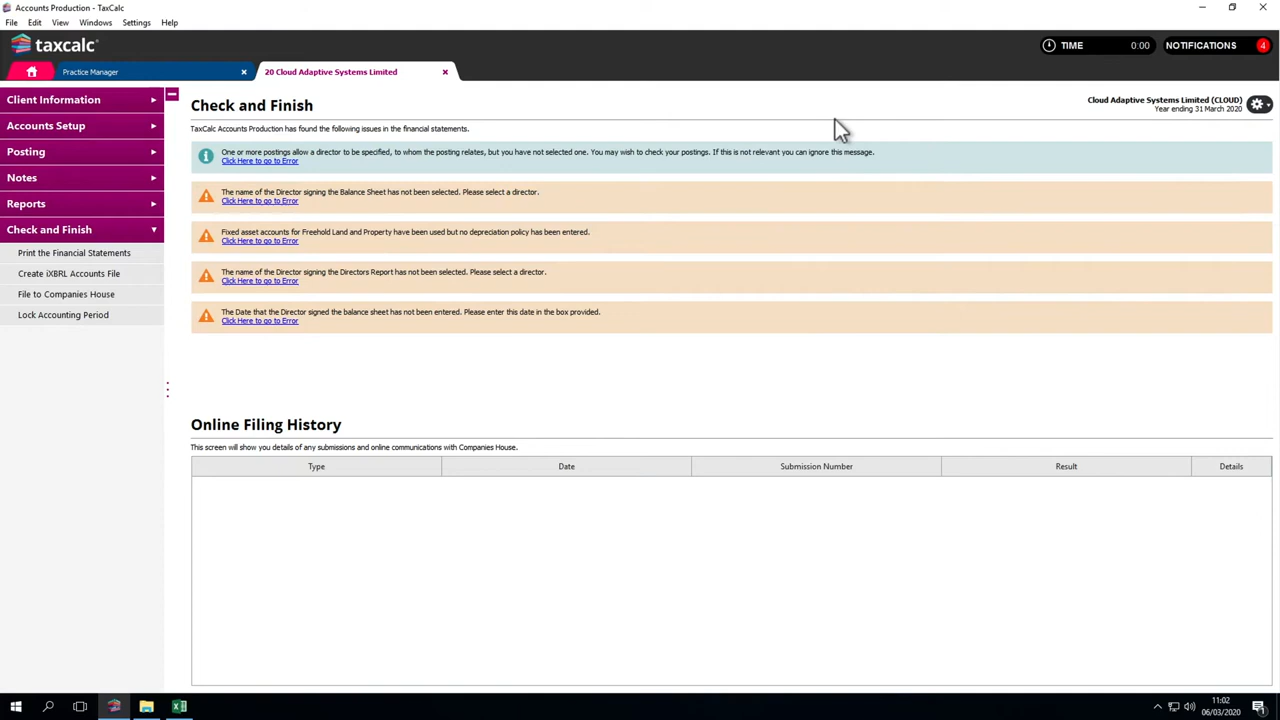 Accounts Production - TaxCalc
File Edit View Windows Settings Help
taxcalc
TIME 0:00 NOTIFICATIONS 4
Practice Manager
20 Cloud Adaptive Systems Limited
Client Information
Accounts Setup
Posting
Notes
Reports
Check and Finish
Print the Financial Statements
Create iXBRL Accounts File
File to Companies House
Lock Accounting Period
Check and Finish
Cloud Adaptive Systems Limited (CLOUD)
Year ending 31 March 2020
TaxCalc Accounts Production has found the following issues in the financial statements.
One or more postings allow a director to be specified, to whom the posting relates, but you have not selected one. You may wish to check your postings. If this is not relevant you can ignore this message.
Click Here to go to Error
The name of the Director signing the Balance Sheet has not been selected. Please select a director.
Click Here to go to Error
Fixed asset accounts for Freehold Land and Property have been used but no depreciation policy has been entered.
Click Here to go to Error
The name of the Director signing the Directors Report has not been selected. Please select a director.
Click Here to go to Error
The Date that the Director signed the balance sheet has not been entered. Please enter this date in the box provided.
Click Here to go to Error
Online Filing History
This screen will show you details of any submissions and online communications with Companies House.
Type Date Submission Number Result Details
11:02
06/03/2020
1